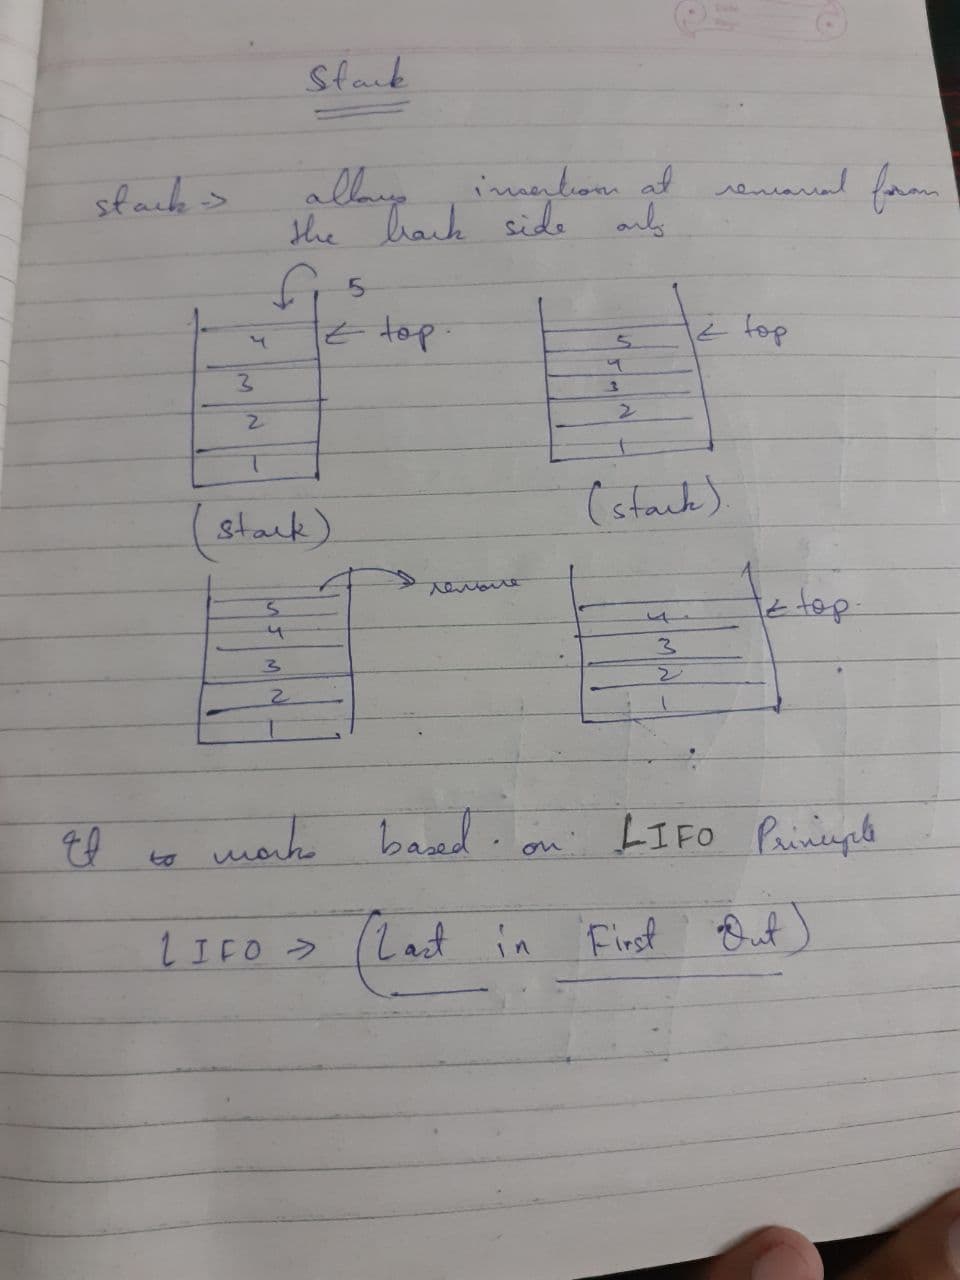 Stack
stack -> allows insertion at removal from
the back side only
5
4
3
2
1
<- top.
5
4
3
2
1
<- top
(stack)
(stack).
5
4
3
2
1
remove
4
3
2
1
<- top.
It to works based on LIFO Principle
LIFO -> (Last in First Out)